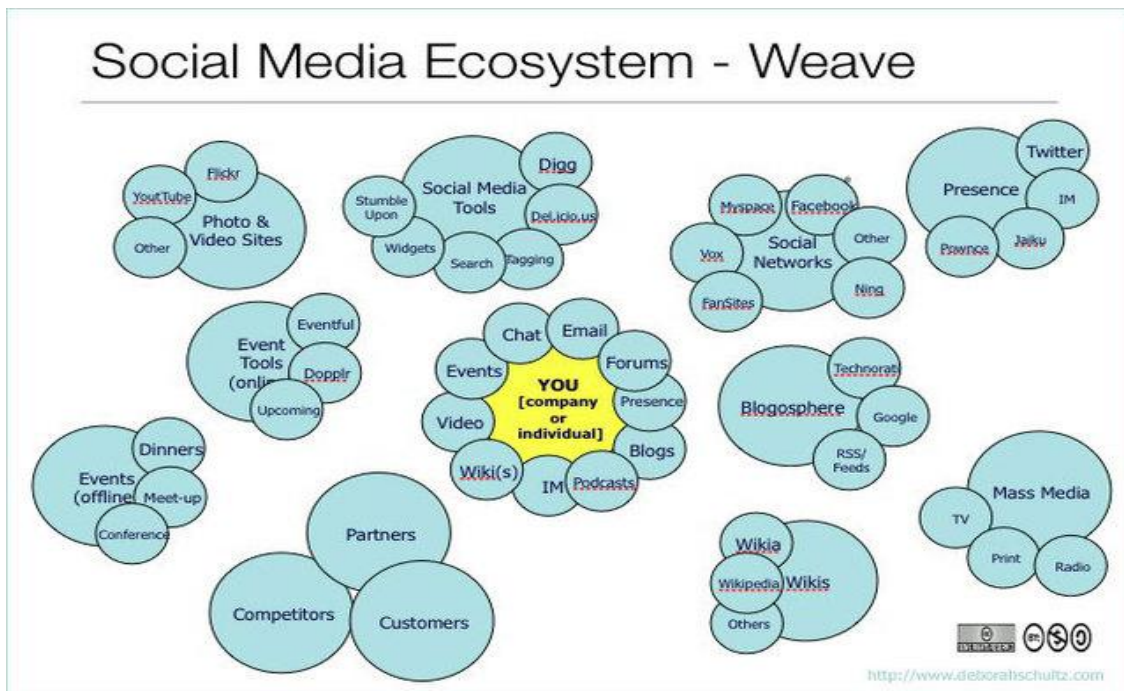 Social Media Ecosystem - Weave
Flickr
YoutTube
Other
Photo &
Video Sites
Social Media
Tools
Digg
Del.icio.us
Tagging
Search
Widgets
Stumble
Upon
Myspace
Facebook
Vox
Other
Social
Networks
FanSites
Ning
Presence
Twitter
IM
Jaiku
Pownce
Event
Tools
Eventful
Dopplr
Upcoming
Chat
Email
Events
Forums
Video
Presence
Wiki(s)
Blogs
IM
Podcasts
YOU
[company
or
individual]
Blogosphere
Technorati
Google
RSS/
Feeds
Events
(offline
Dinners
Meet-up
Conference
Partners
Competitors
Customers
Wikia
Wikipedia
Others
Wikis
Mass Media
TV
Print
Radio
http://www.deborahschultz.com